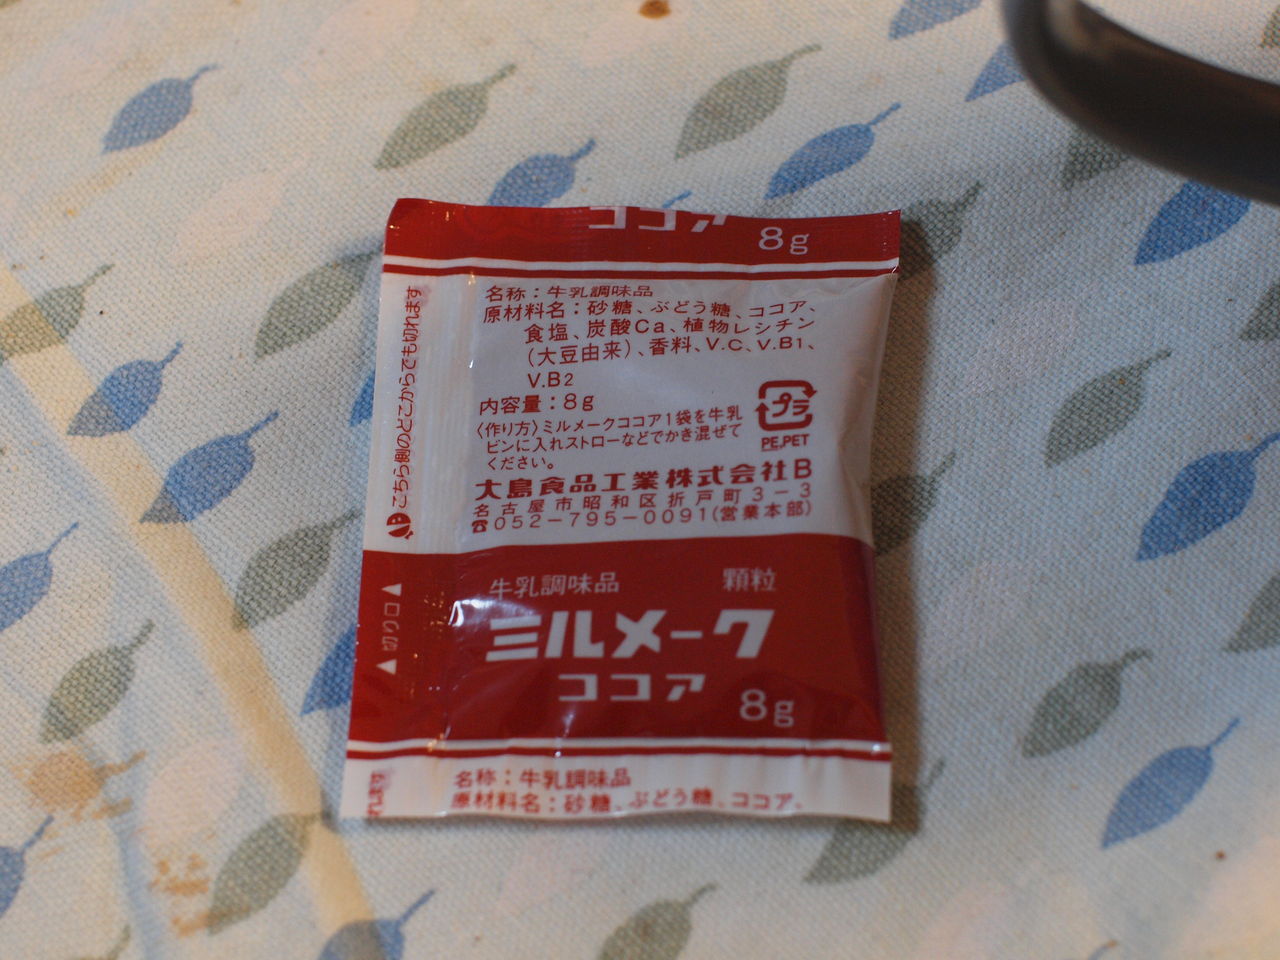 ココア 8g
こちら側のどこからでも切れます
名称：牛乳調味品
原材料名：砂糖、ぶどう糖、ココア、
食塩、炭酸Ca、植物レシチン
(大豆由来)、香料、V.C、V.B1、
V.B2
内容量：8g
プラ
PE,PET
〈作り方〉ミルメークココア1袋を牛乳
ビンに入れストローなどでかき混ぜて
ください。
大島食品工業株式会社B
名古屋市昭和区折戸町3－3
☎052－795－0091(営業本部)
牛乳調味品 顆粒
ミルメーク
ココア 8g
名称：牛乳調味品
原材料名：砂糖、ぶどう糖、ココア、